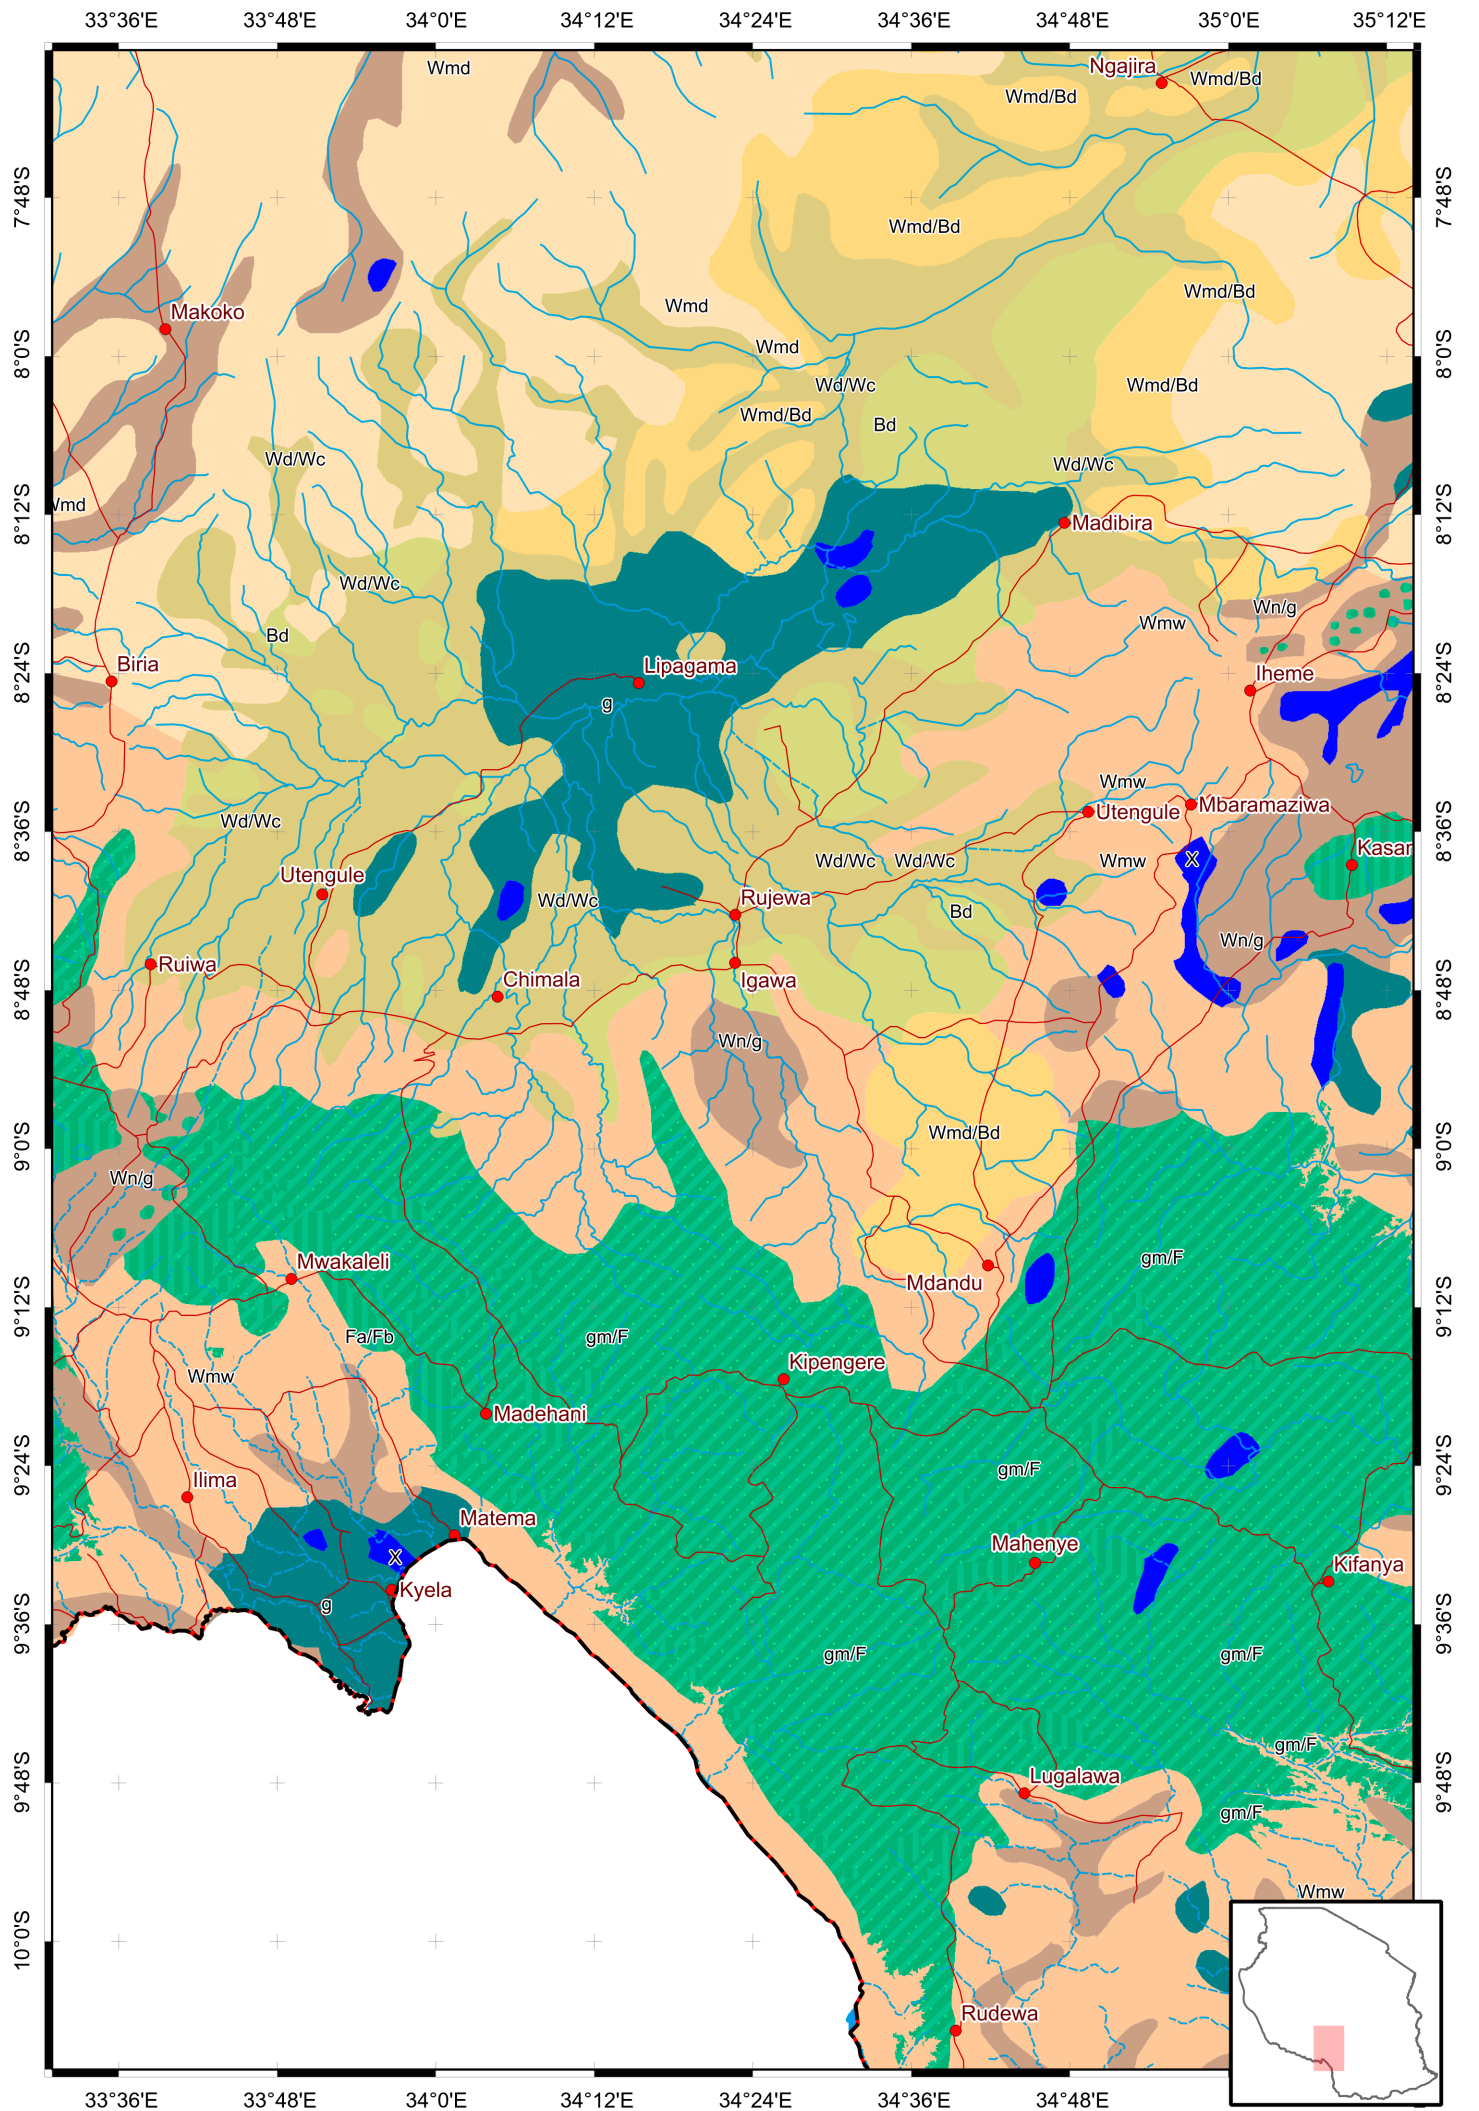 33°36'E 33°48'E 34°0'E 34°12'E 34°24'E 34°36'E 34°48'E 35°0'E 35°12'E
Wmd
Ngajira
Wmd/Bd
Wmd/Bd
7°48'S
7°48'S
Wmd/Bd
Wmd/Bd
Makoko
Wmd
Wmd
8°0'S
8°0'S
Wd/Wc
Wmd/Bd
Wmd/Bd
Bd
Wd/Wc
Wd/Wc
Wmd
8°12'S
Madibira
8°12'S
Wd/Wc
Wn/g
Bd
Wmw
Biria
Lipagama
Iheme
8°24'S
8°24'S
g
Wmw
Utengule
Mbaramaziwa
Wd/Wc
8°36'S
8°36'S
Kasar
Wd/Wc Wd/Wc
Wmw
X
Utengule
Wd/Wc
Rujewa
Bd
Wn/g
Ruiwa
Chimala
Igawa
8°48'S
8°48'S
Wn/g
Wmd/Bd
9°0'S
9°0'S
Wn/g
Mwakaleli
gm/F
Mdandu
9°12'S
9°12'S
Fa/Fb
gm/F
Kipengere
Wmw
Madehani
9°24'S
gm/F
9°24'S
Ilima
Matema
Mahenye
X
Kifanya
Kyela
g
9°36'S
9°36'S
gm/F
gm/F
gm/F
9°48'S
Lugalawa
9°48'S
gm/F
Wmw
10°0'S
Rudewa
33°36'E 33°48'E 34°0'E 34°12'E 34°24'E 34°36'E 34°48'E